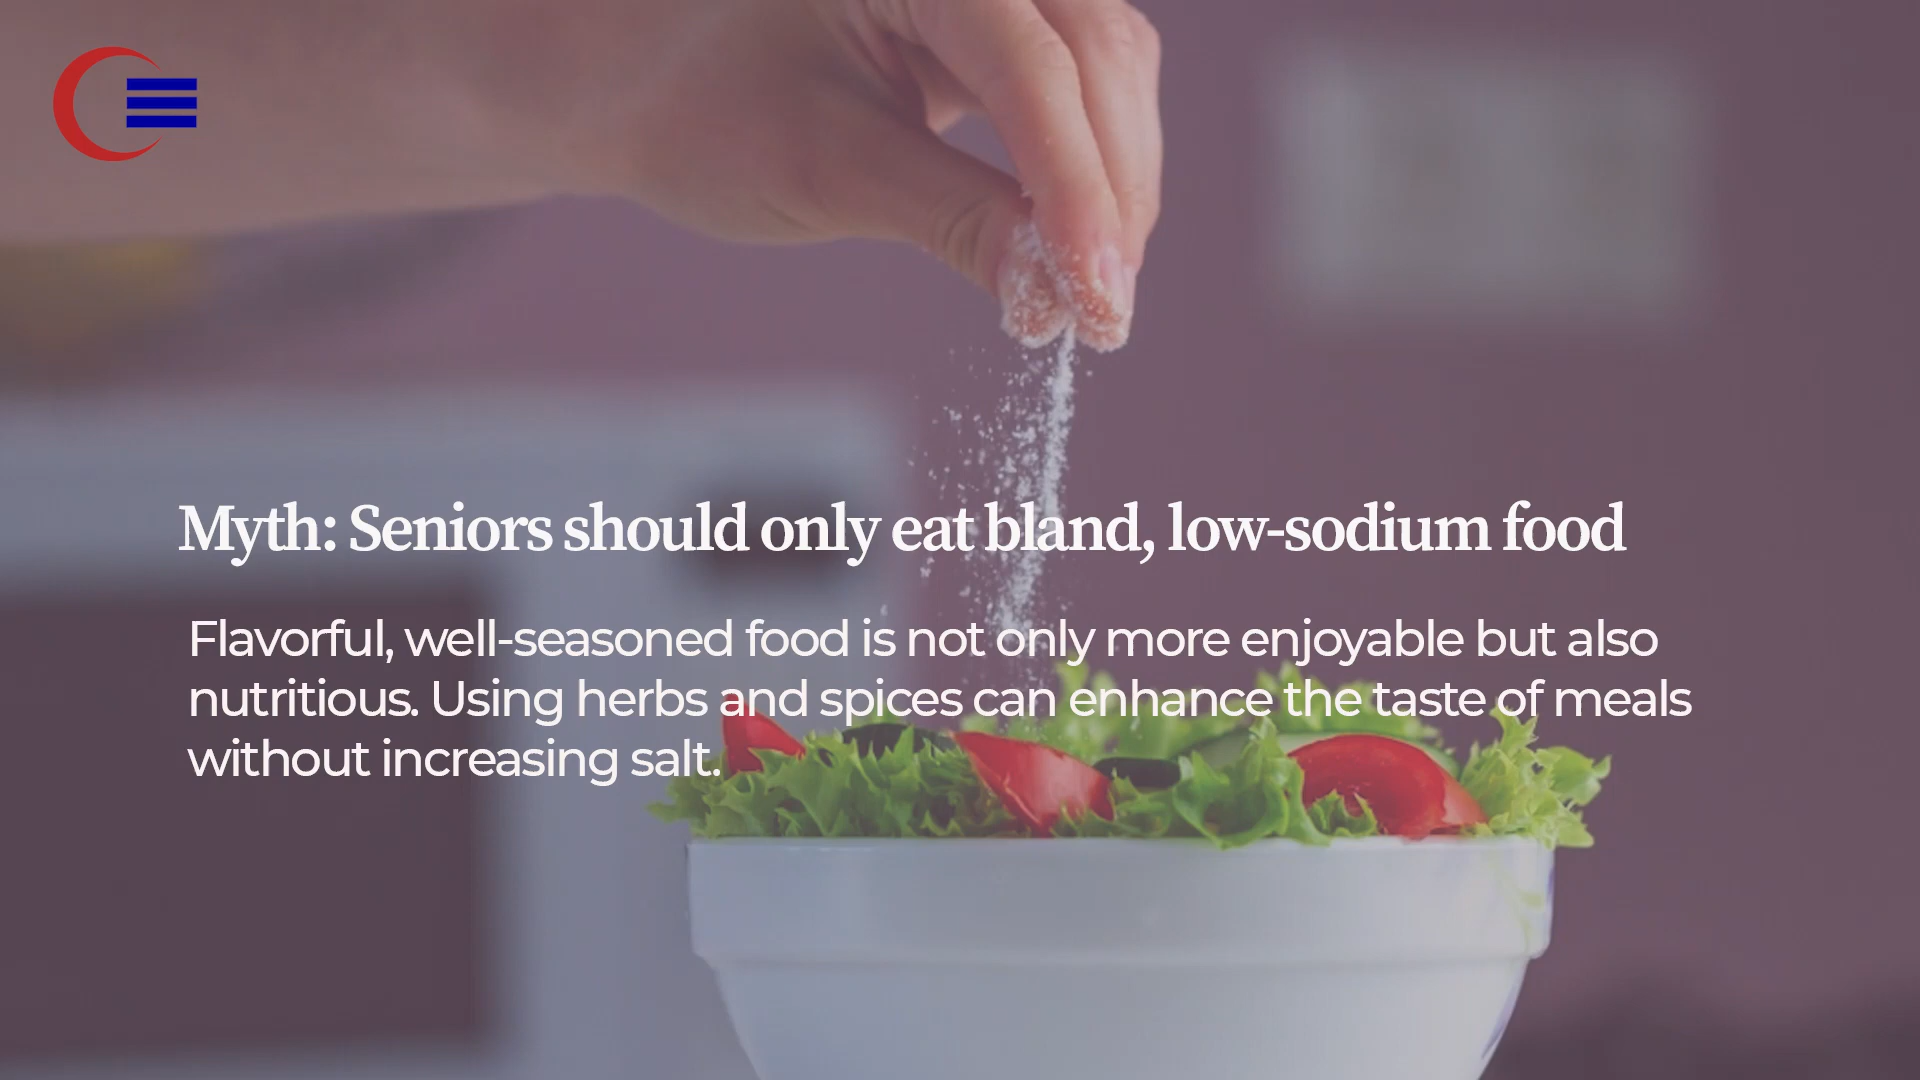 Myth: Seniors should only eat bland, low-sodium food
Flavorful, well-seasoned food is not only more enjoyable but also
nutritious. Using herbs and spices can enhance the taste of meals
without increasing salt.